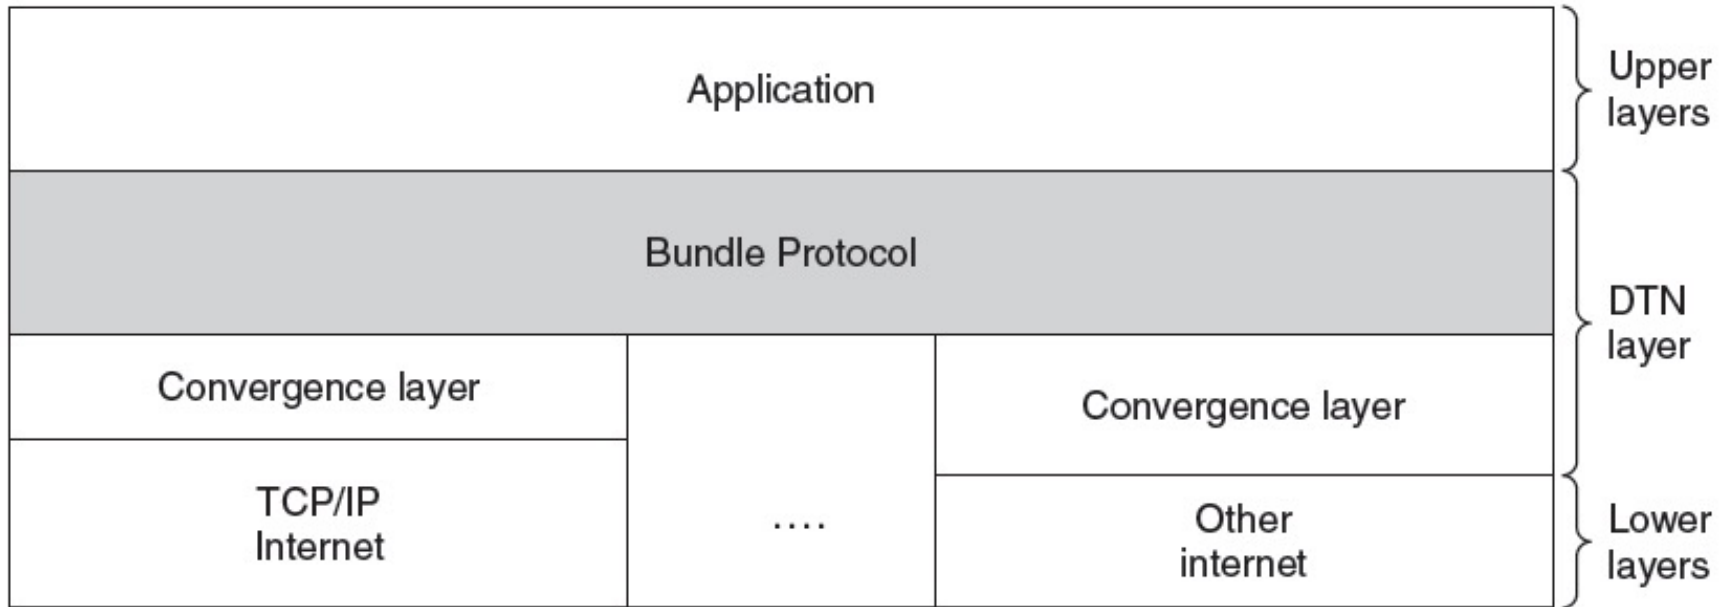 Application
Upper
layers
Bundle Protocol
DTN
layer
Convergence layer
Convergence layer
TCP/IP
Internet
....
Other
internet
Lower
layers